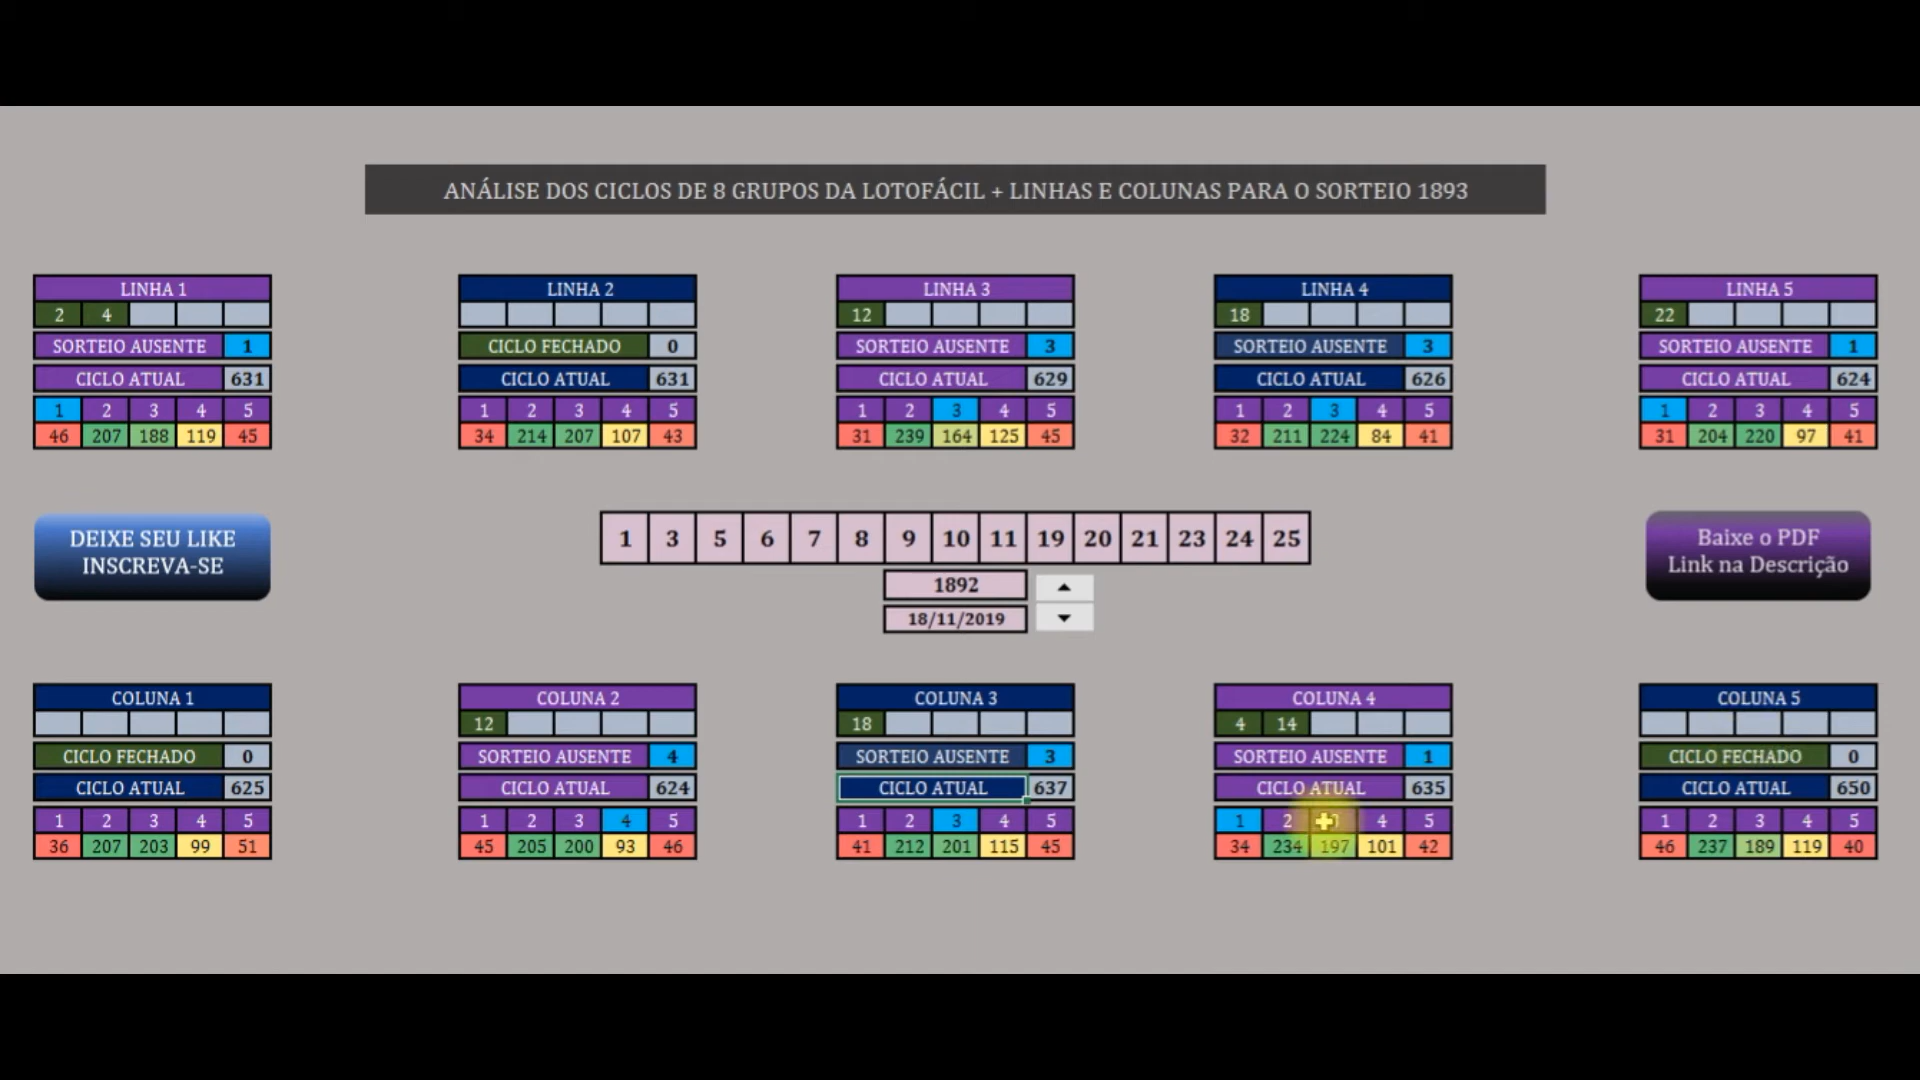 ANÁLISE DOS CICLOS DE 8 GRUPOS DA LOTOFÁCIL + LINHAS E COLUNAS PARA O SORTEIO 1893
LINHA 1
2 4
SORTEIO AUSENTE 1
CICLO ATUAL 631
1 2 3 4 5
46 207 188 119 45
LINHA 2
CICLO FECHADO 0
CICLO ATUAL 631
1 2 3 4 5
34 214 207 107 43
LINHA 3
12
SORTEIO AUSENTE 3
CICLO ATUAL 629
1 2 3 4 5
31 239 164 125 45
LINHA 4
18
SORTEIO AUSENTE 3
CICLO ATUAL 626
1 2 3 4 5
32 211 224 84 41
LINHA 5
22
SORTEIO AUSENTE 1
CICLO ATUAL 624
1 2 3 4 5
31 204 220 97 41
DEIXE SEU LIKE
INSCREVA-SE
1 3 5 6 7 8 9 10 11 19 20 21 23 24 25
1892
18/11/2019
Baixe o PDF
Link na Descrição
COLUNA 1
CICLO FECHADO 0
CICLO ATUAL 625
1 2 3 4 5
36 207 203 99 51
COLUNA 2
12
SORTEIO AUSENTE 4
CICLO ATUAL 624
1 2 3 4 5
45 205 200 93 46
COLUNA 3
18
SORTEIO AUSENTE 3
CICLO ATUAL 637
1 2 3 4 5
41 212 201 115 45
COLUNA 4
4 14
SORTEIO AUSENTE 1
CICLO ATUAL 635
1 2 4 5
34 234 197 101 42
COLUNA 5
CICLO FECHADO 0
CICLO ATUAL 650
1 2 3 4 5
46 237 189 119 40